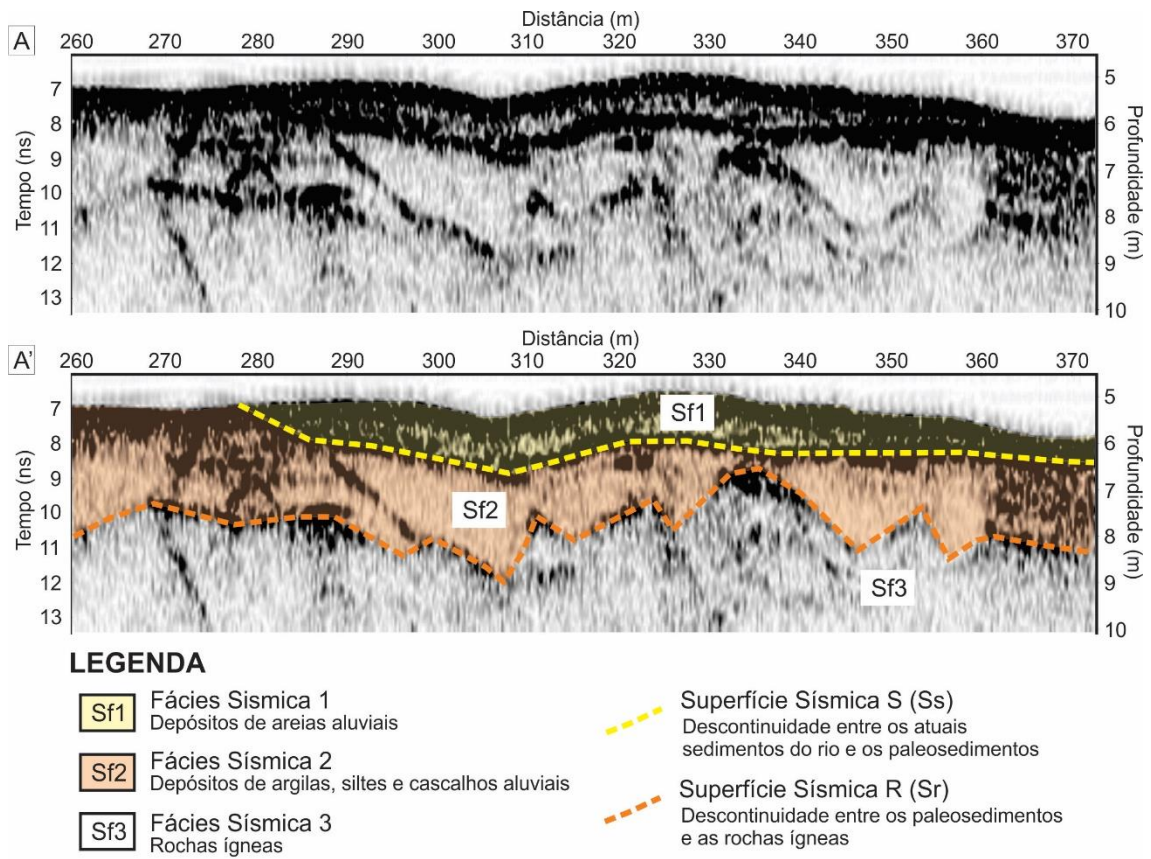 A
Distância (m)
260 270 280 290 300 310 320 330 340 350 360 370
Tempo (ns)
7
8
9
10
11
12
13
Profundidade (m)
5
6
7
8
9
10
A'
Distância (m)
260 270 280 290 300 310 320 330 340 350 360 370
Tempo (ns)
7
8
9
10
11
12
13
Sf1
Sf2
Sf3
Profundidade (m)
5
6
7
8
9
10
LEGENDA
Sf1
Fácies Sismica 1
Depósitos de areias aluviais
Sf2
Fácies Sísmica 2
Depósitos de argilas, siltes e cascalhos aluviais
Sf3
Fácies Sísmica 3
Rochas ígneas
Superfície Sísmica S (Ss)
Descontinuidade entre os atuais
sedimentos do rio e os paleosedimentos
Superfície Sísmica R (Sr)
Descontinuidade entre os paleosedimentos
e as rochas ígneas